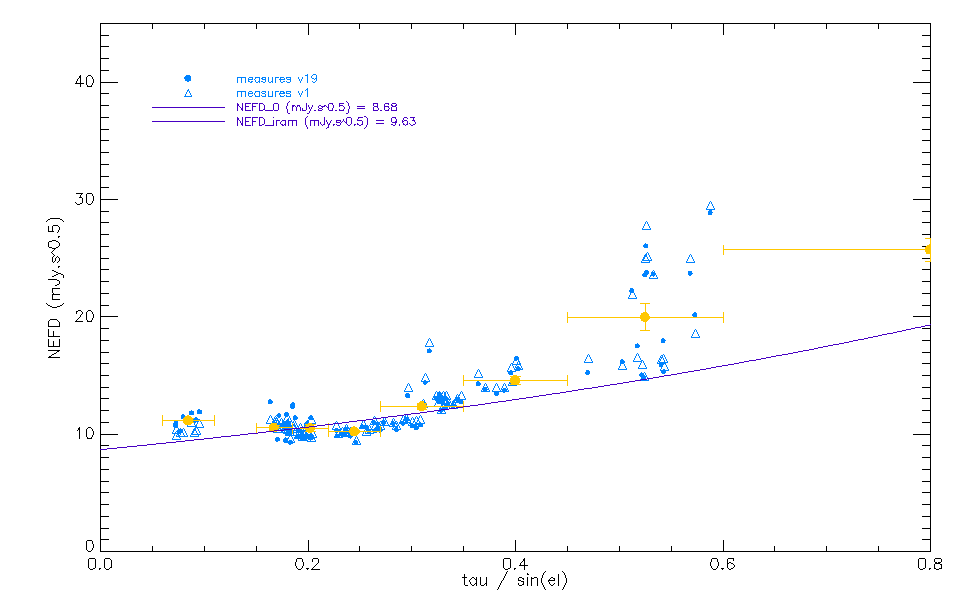 measures v19
measures v1
NEFD_0 (mJy.s^0.5) = 8.68
NEFD_iram (mJy.s^0.5) = 9.63
40
30
20
10
0
NEFD (mJy.s^0.5)
0.0 0.2 0.4 0.6 0.8
tau / sin(el)